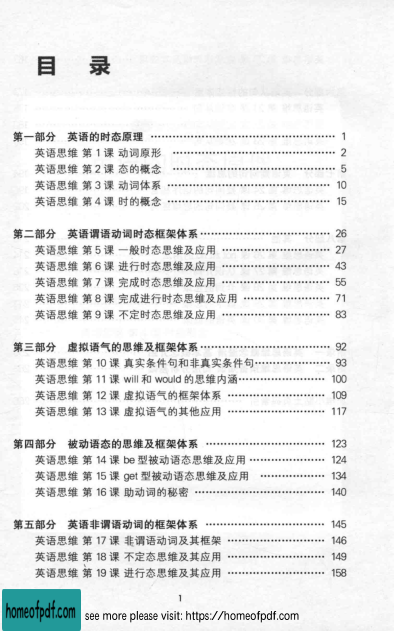 目 录
第一部分 英语的时态原理 …………………………………… 1
英语思维 第 1 课 动词原形 ……………………………… 2
英语思维 第 2 课 态的概念 ……………………………… 5
英语思维 第 3 课 动词体系 ……………………………… 10
英语思维 第 4 课 时的概念 ……………………………… 15
第二部分 英语谓语动词时态框架体系………………………… 26
英语思维 第 5 课 一般时态思维及应用 …………………… 27
英语思维 第 6 课 进行时态思维及应用 …………………… 43
英语思维 第 7 课 完成时态思维及应用 …………………… 55
英语思维 第 8 课 完成进行时态思维及应用 ……………… 71
英语思维 第 9 课 不定时态思维及应用 …………………… 83
第三部分 虚拟语气的思维及框架体系………………………… 92
英语思维 第 10 课 真实条件句和非真实条件句…………… 93
英语思维 第 11 课 will 和 would 的思维内涵……………… 100
英语思维 第 12 课 虚拟语气的框架体系 ………………… 109
英语思维 第 13 课 虚拟语气的其他应用 ………………… 117
第四部分 被动语态的思维及框架体系 ……………………… 123
英语思维 第 14 课 be 型被动语态思维及应用 …………… 124
英语思维 第 15 课 get 型被动语态思维及应用 ………… 134
英语思维 第 16 课 助动词的秘密 ………………………… 140
第五部分 英语非谓语动词的框架体系 ……………………… 145
英语思维 第 17 课 非谓语动词及其框架 ………………… 146
英语思维 第 18 课 不定态思维及其应用 ………………… 149
英语思维 第 19 课 进行态思维及其应用 ………………… 158
1
homeofpdf.com see more please visit: https://homeofpdf.com